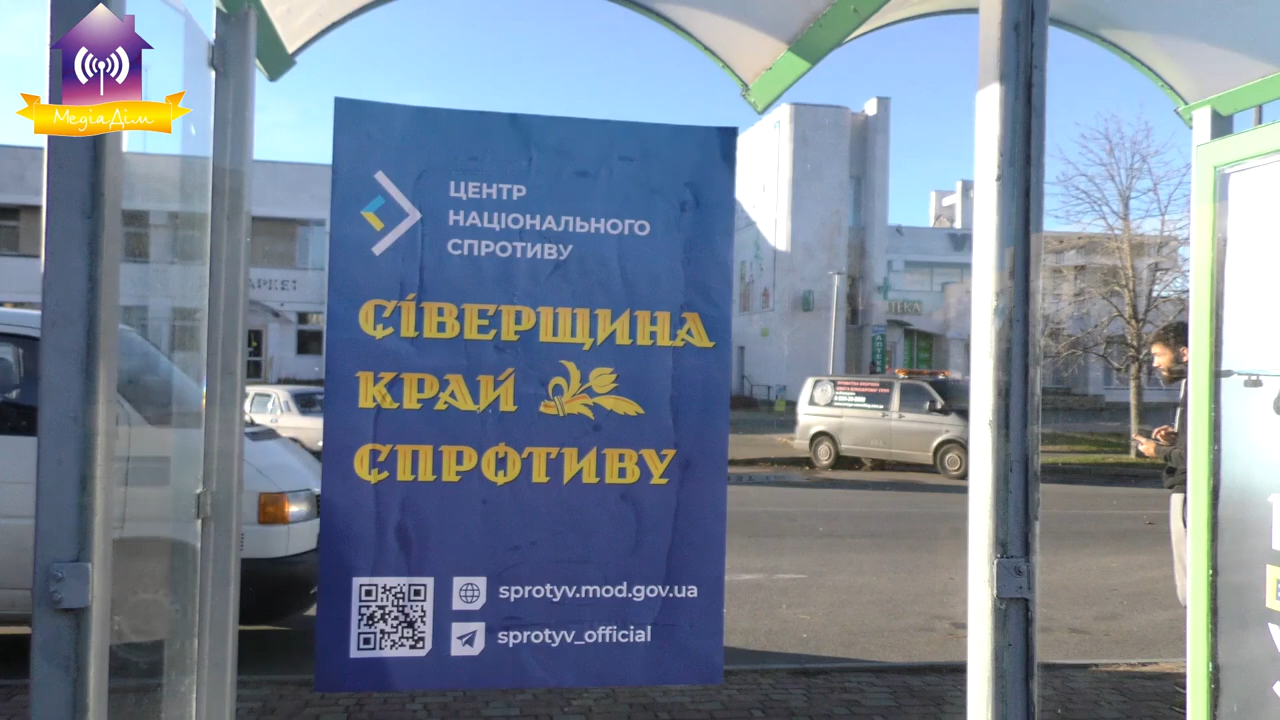 МедіаДім
ЦЕНТР
НАЦІОНАЛЬНОГО
СПРОТИВУ
СІВЕРЩИНА
КРАЙ
СПРОТИВУ
sprotyv.mod.gov.ua
sprotyv_official